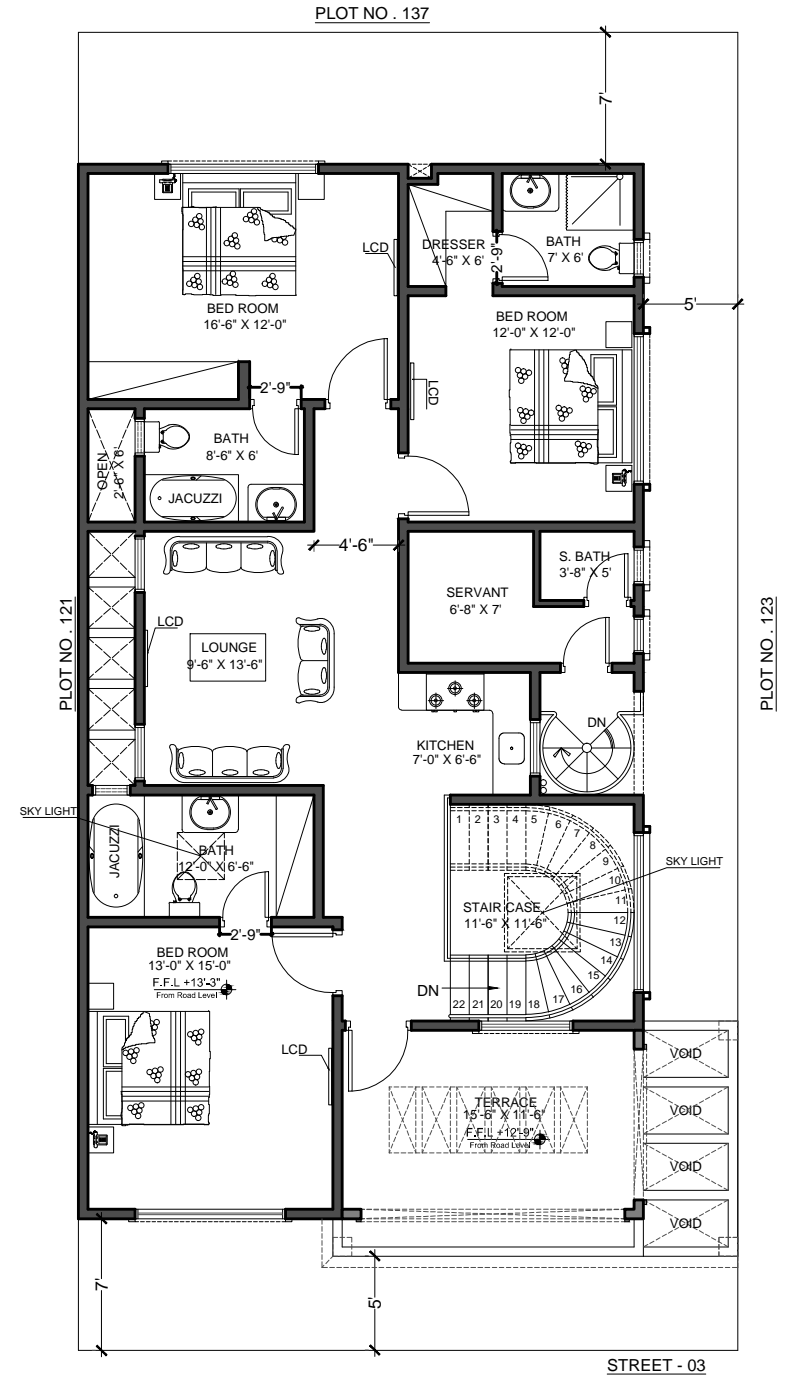 PLOT NO . 137
7'
LCD
DRESSER
4'-6" X 6'
2'-9"
BATH
7' X 6'
BED ROOM
16'-6" X 12'-0"
5'
BED ROOM
12'-0" X 12'-0"
LCD
2'-9"
OPEN
2'-6" X 6'
BATH
8'-6" X 6'
JACUZZI
4'-6"
S. BATH
3'-8" X 5'
SERVANT
6'-8" X 7'
PLOT NO . 121
LCD
LOUNGE
9'-6" X 13'-6"
PLOT NO . 123
DN
KITCHEN
7'-0" X 6'-6"
SKY LIGHT
JACUZZI
BATH
12'-0" X 6'-6"
1 2 3 4 5 6 7 8 9 10 11 12 13 14 15 16 17 18 19 20 21 22
SKY LIGHT
STAIR CASE
11'-6" X 11'-6"
DN
2'-9"
BED ROOM
13'-0" X 15'-0"
F.F.L +13'-3"
From Road Level
LCD
VOID
TERRACE
15'-6" X 11'-6"
F.F.L +12'-9"
From Road Level
VOID
VOID
VOID
7'
5'
STREET - 03